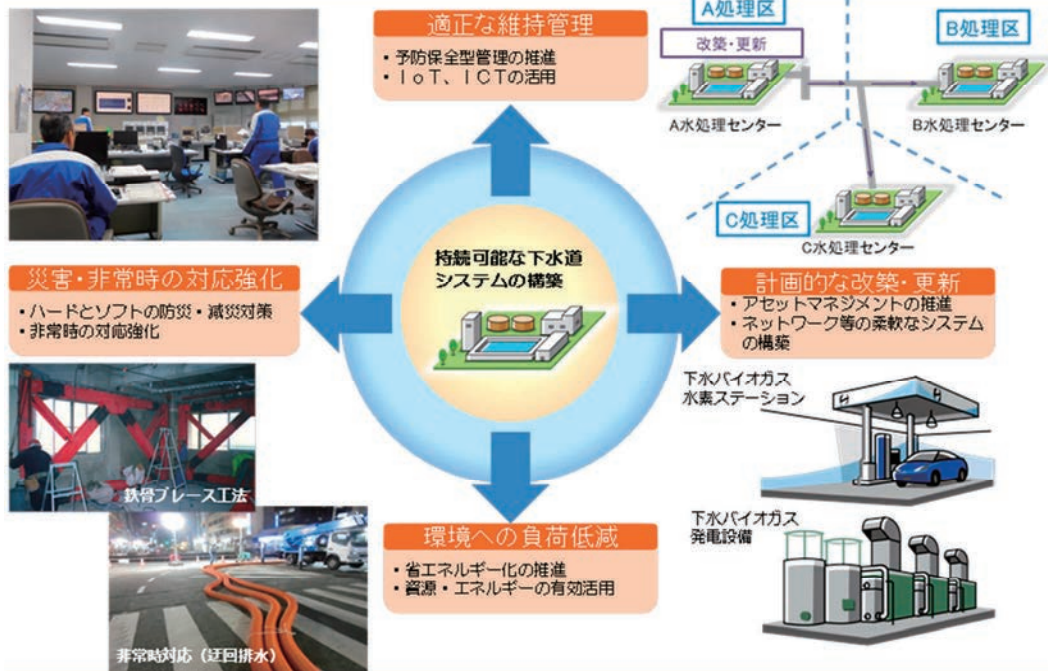 適正な維持管理
・予防保全型管理の推進
・ＩｏＴ、ＩＣＴの活用
A処理区
改築・更新
A水処理センター
B処理区
B水処理センター
C処理区
C水処理センター
持続可能な下水道
システムの構築
災害・非常時の対応強化
・ハードとソフトの防災・減災対策
・非常時の対応強化
鉄骨ブレース工法
非常時対応（迂回排水）
計画的な改築・更新
・アセットマネジメントの推進
・ネットワーク等の柔軟なシステム
の構築
下水バイオガス
水素ステーション
下水バイオガス
発電設備
環境への負荷低減
・省エネルギー化の推進
・資源・エネルギーの有効活用